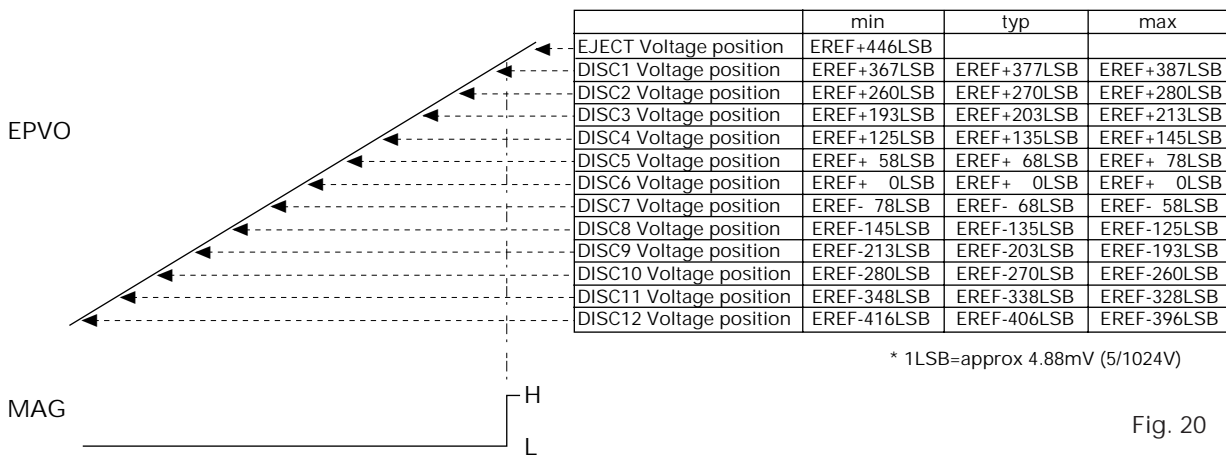 min typ max
EJECT Voltage position EREF+446LSB
DISC1 Voltage position EREF+367LSB EREF+377LSB EREF+387LSB
DISC2 Voltage position EREF+260LSB EREF+270LSB EREF+280LSB
DISC3 Voltage position EREF+193LSB EREF+203LSB EREF+213LSB
EPVO
DISC4 Voltage position EREF+125LSB EREF+135LSB EREF+145LSB
DISC5 Voltage position EREF+ 58LSB EREF+ 68LSB EREF+ 78LSB
DISC6 Voltage position EREF+ 0LSB EREF+ 0LSB EREF+ 0LSB
DISC7 Voltage position EREF- 78LSB EREF- 68LSB EREF- 58LSB
DISC8 Voltage position EREF-145LSB EREF-135LSB EREF-125LSB
DISC9 Voltage position EREF-213LSB EREF-203LSB EREF-193LSB
DISC10 Voltage position EREF-280LSB EREF-270LSB EREF-260LSB
DISC11 Voltage position EREF-348LSB EREF-338LSB EREF-328LSB
DISC12 Voltage position EREF-416LSB EREF-406LSB EREF-396LSB
* 1LSB=approx 4.88mV (5/1024V)
H
MAG
L
Fig. 20